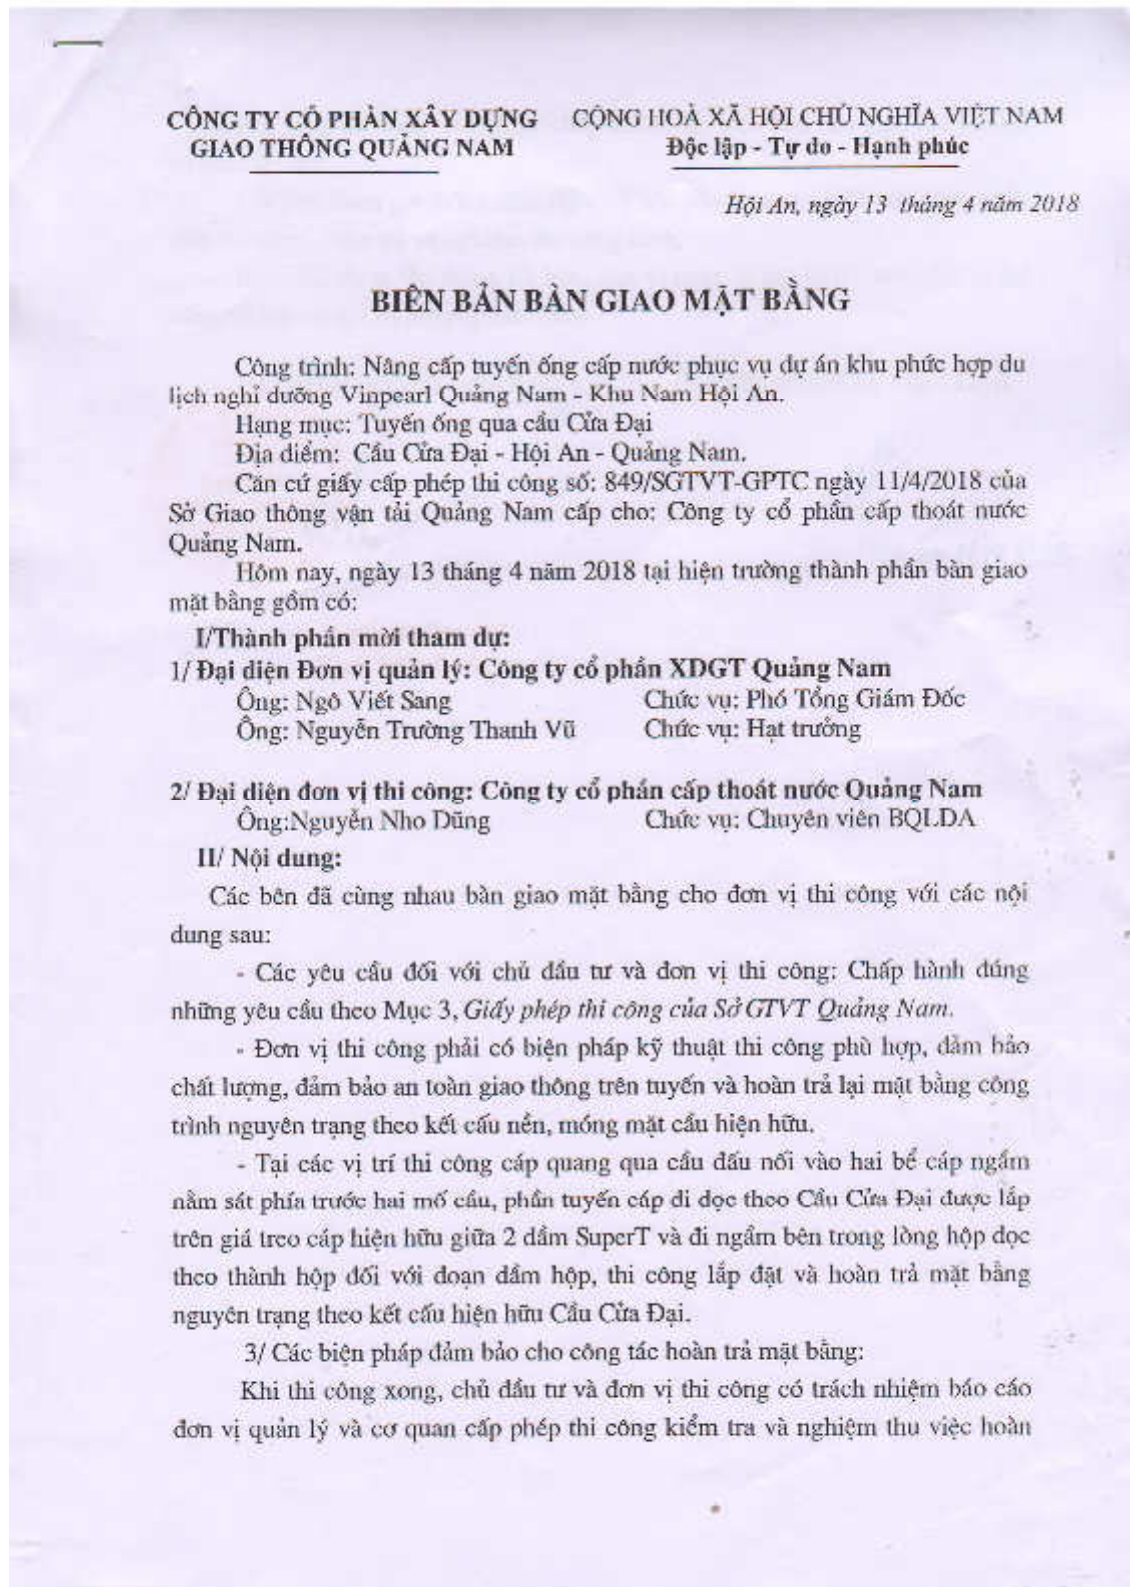 CÔNG TY CỔ PHẦN XÂY DỰNG
GIAO THÔNG QUẢNG NAM
CỘNG HOÀ XÃ HỘI CHỦ NGHĨA VIỆT NAM
Độc lập - Tự do - Hạnh phúc
Hội An, ngày 13 tháng 4 năm 2018
BIÊN BẢN BÀN GIAO MẶT BẰNG
Công trình: Nâng cấp tuyến ống cấp nước phục vụ dự án khu phức hợp du
lịch nghỉ dưỡng Vinpearl Quảng Nam - Khu Nam Hội An.
Hạng mục: Tuyến ống qua cầu Cửa Đại
Địa điểm: Cầu Cửa Đại - Hội An - Quảng Nam.
Căn cứ giấy cấp phép thi công số: 849/SGTVT-GPTC ngày 11/4/2018 của
Sở Giao thông vận tải Quảng Nam cấp cho: Công ty cổ phần cấp thoát nước
Quảng Nam.
Hôm nay, ngày 13 tháng 4 năm 2018 tại hiện trường thành phần bàn giao
mặt bằng gồm có:
I/Thành phần mời tham dự:
1/ Đại diện Đơn vị quản lý: Công ty cổ phần XDGT Quảng Nam
Ông: Ngô Viết Sang Chức vụ: Phó Tổng Giám Đốc
Ông: Nguyễn Trường Thanh Vũ Chức vụ: Hạt trưởng
2/ Đại diện đơn vị thi công: Công ty cổ phần cấp thoát nước Quảng Nam
Ông:Nguyễn Nho Dũng Chức vụ: Chuyên viên BQLDA
II/ Nội dung:
Các bên đã cùng nhau bàn giao mặt bằng cho đơn vị thi công với các nội
dung sau:
- Các yêu cầu đối với chủ đầu tư và đơn vị thi công: Chấp hành đúng
những yêu cầu theo Mục 3, Giấy phép thi công của Sở GTVT Quảng Nam.
- Đơn vị thi công phải có biện pháp kỹ thuật thi công phù hợp, đảm bảo
chất lượng, đảm bảo an toàn giao thông trên tuyến và hoàn trả lại mặt bằng công
trình nguyên trạng theo kết cấu nền, móng mặt cầu hiện hữu.
- Tại các vị trí thi công cáp quang qua cầu đấu nối vào hai bể cáp ngầm
nằm sát phía trước hai mố cầu, phần tuyến cáp đi dọc theo Cầu Cửa Đại được lắp
trên giá treo cáp hiện hữu giữa 2 dầm SuperT và đi ngầm bên trong lòng hộp dọc
theo thành hộp đối với đoạn dầm hộp, thi công lắp đặt và hoàn trả mặt bằng
nguyên trạng theo kết cấu hiện hữu Cầu Cửa Đại.
3/ Các biện pháp đảm bảo cho công tác hoàn trả mặt bằng:
Khi thi công xong, chủ đầu tư và đơn vị thi công có trách nhiệm báo cáo
đơn vị quản lý và cơ quan cấp phép thi công kiểm tra và nghiệm thu việc hoàn